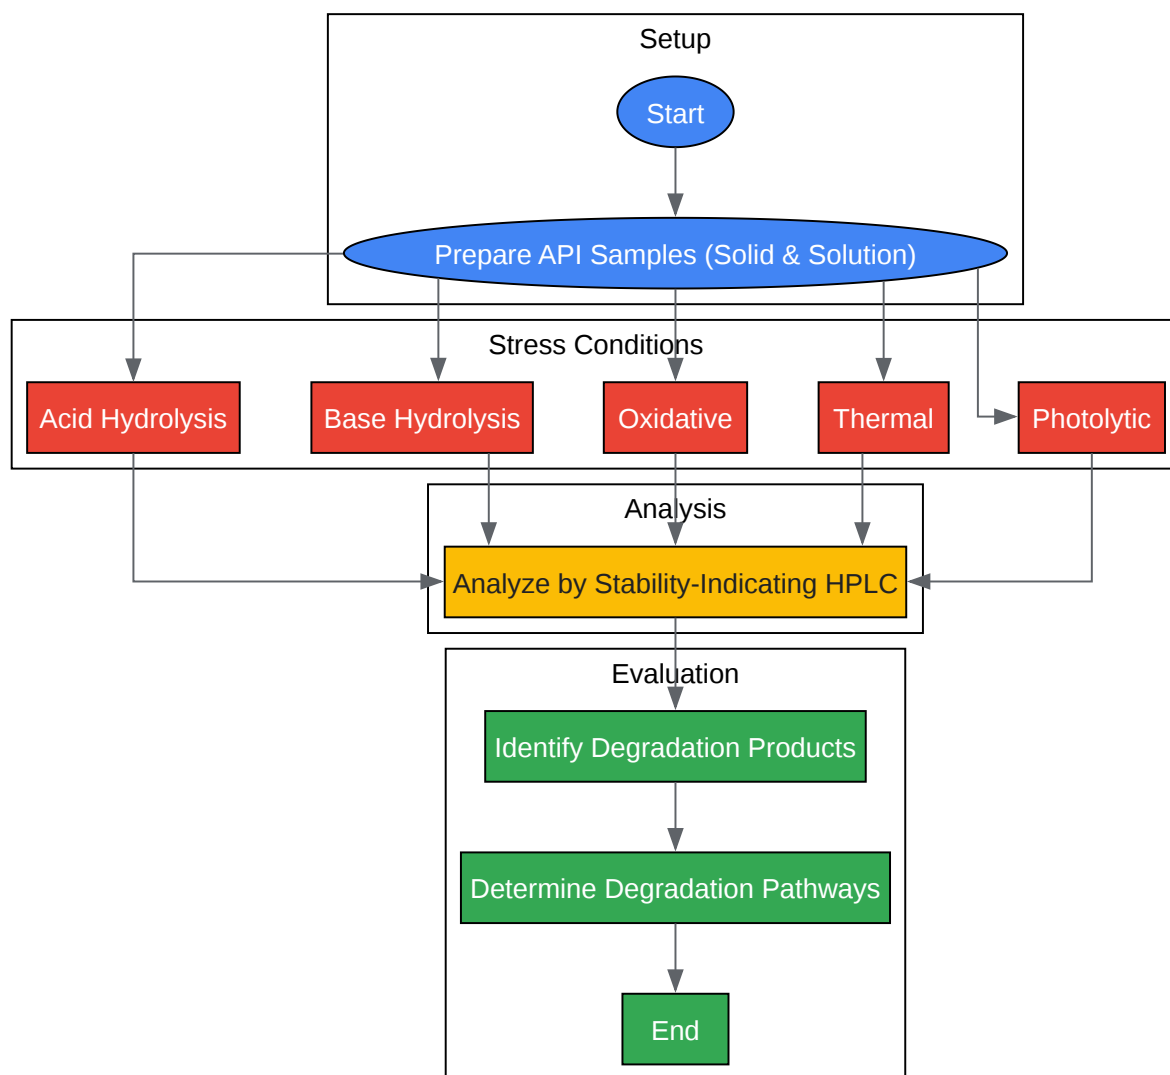 Setup
Start
Prepare API Samples (Solid & Solution)
Stress Conditions
Acid Hydrolysis
Base Hydrolysis
Oxidative
Thermal
Photolytic
Analysis
Analyze by Stability-Indicating HPLC
Evaluation
Identify Degradation Products
Determine Degradation Pathways
End